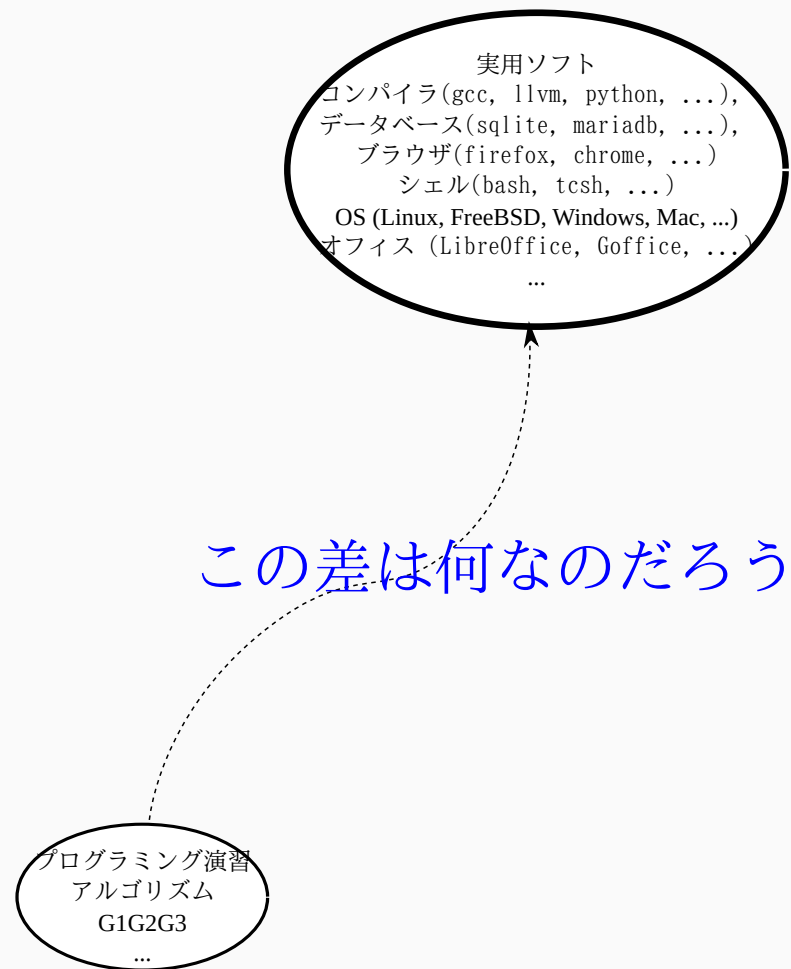 実用ソフト
コンパイラ(gcc, llvm, python, ...),
データベース(sqlite, mariadb, ...),
ブラウザ(firefox, chrome, ...)
シェル(bash, tcsh, ...)
OS (Linux, FreeBSD, Windows, Mac, ...)
オフィス (LibreOffice, Goffice, ...)
...
この差は何なのだろう
プログラミング演習
アルゴリズム
G1G2G3
...